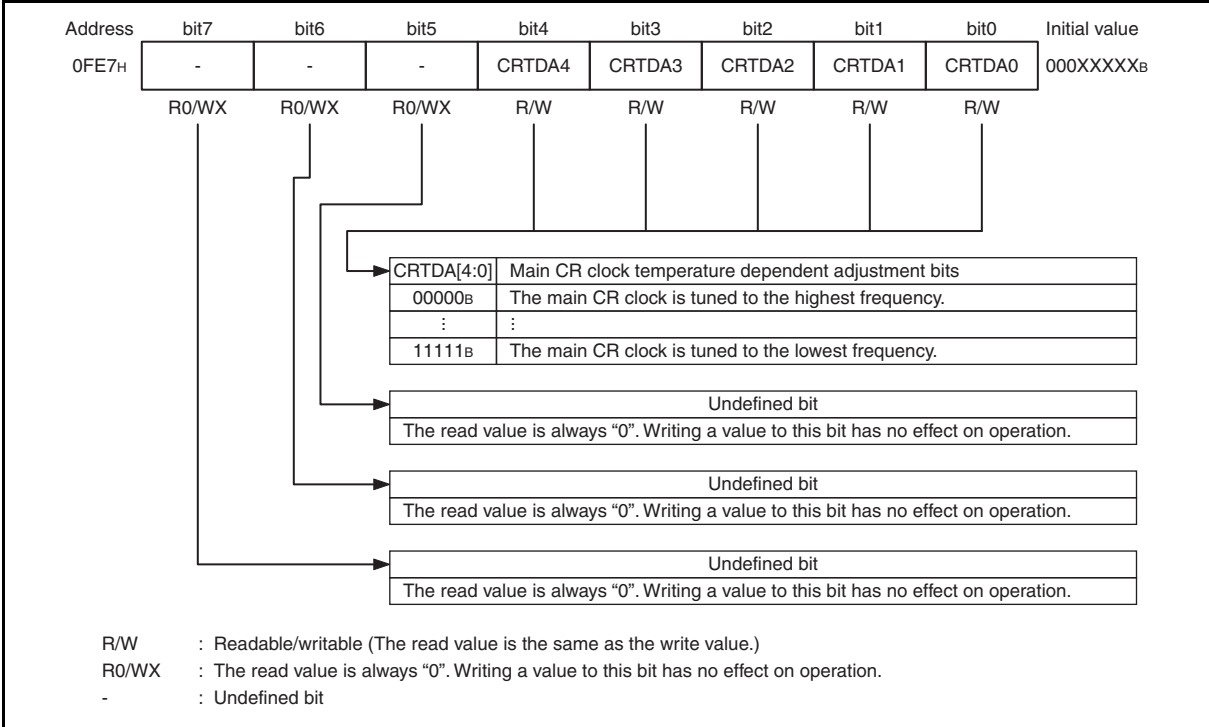 Address bit7 bit6 bit5 bit4 bit3 bit2 bit1 bit0 Initial value
0FE7H - - - CRTDA4 CRTDA3 CRTDA2 CRTDA1 CRTDA0 000XXXXXB
R0/WX R0/WX R0/WX R/W R/W R/W R/W R/W
CRTDA[4:0] Main CR clock temperature dependent adjustment bits
00000B The main CR clock is tuned to the highest frequency.
⋮ ⋮
11111B The main CR clock is tuned to the lowest frequency.
Undefined bit
The read value is always “0”. Writing a value to this bit has no effect on operation.
Undefined bit
The read value is always “0”. Writing a value to this bit has no effect on operation.
Undefined bit
The read value is always “0”. Writing a value to this bit has no effect on operation.
R/W : Readable/writable (The read value is the same as the write value.)
R0/WX : The read value is always “0”. Writing a value to this bit has no effect on operation.
- : Undefined bit